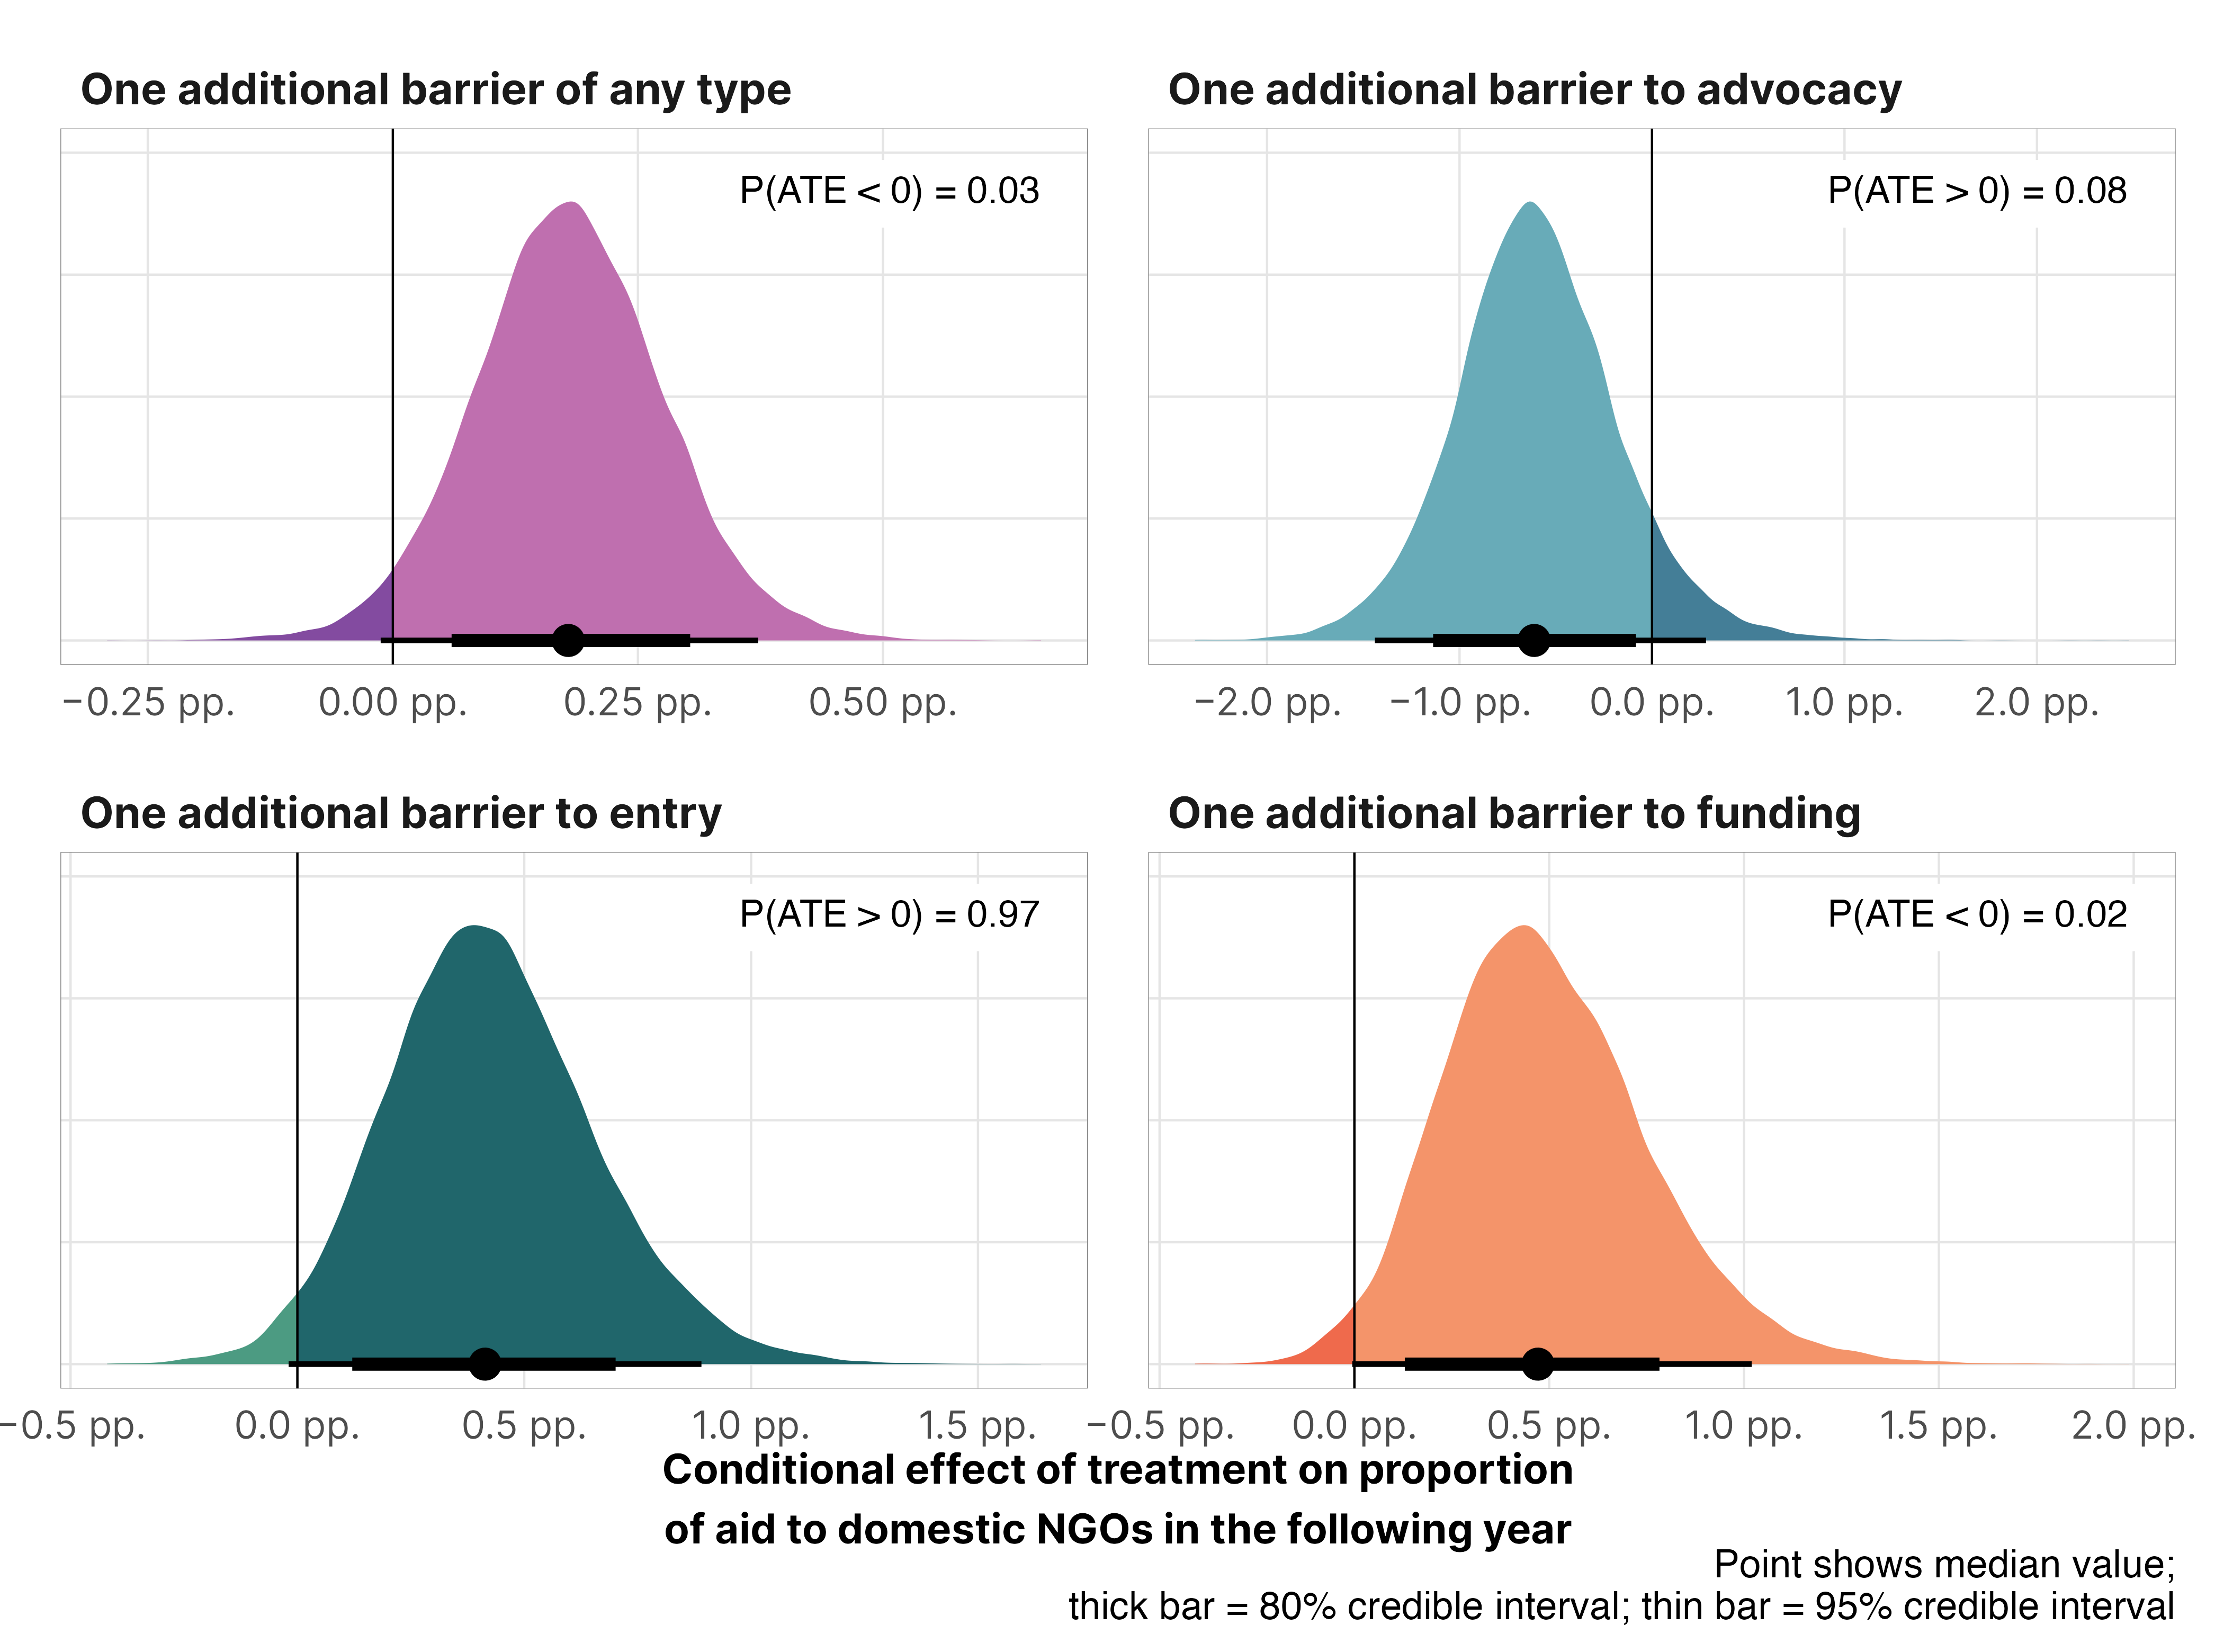 One additional barrier of any type
P(ATE < 0) = 0.03
−0.25 pp. 0.00 pp. 0.25 pp. 0.50 pp.
One additional barrier to advocacy
P(ATE > 0) = 0.08
−2.0 pp. −1.0 pp. 0.0 pp. 1.0 pp. 2.0 pp.
One additional barrier to entry
P(ATE > 0) = 0.97
−0.5 pp. 0.0 pp. 0.5 pp. 1.0 pp. 1.5 pp.
One additional barrier to funding
P(ATE < 0) = 0.02
−0.5 pp. 0.0 pp. 0.5 pp. 1.0 pp. 1.5 pp. 2.0 pp.
Conditional effect of treatment on proportion
of aid to domestic NGOs in the following year
Point shows median value;
thick bar = 80% credible interval; thin bar = 95% credible interval